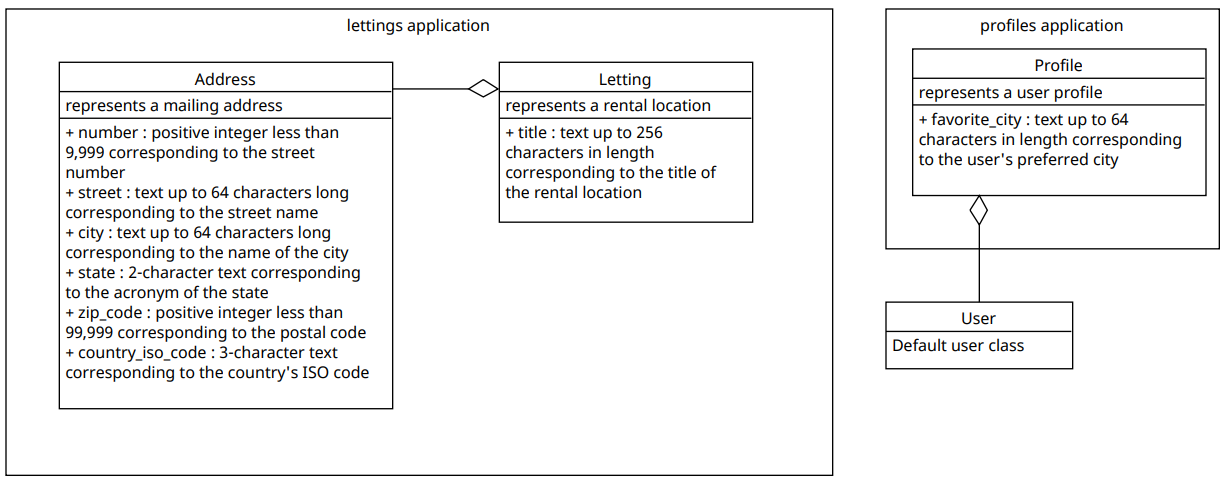 lettings application
Address
represents a mailing address
+ number : positive integer less than
9,999 corresponding to the street
number
+ street : text up to 64 characters long
corresponding to the street name
+ city : text up to 64 characters long
corresponding to the name of the city
+ state : 2-character text corresponding
to the acronym of the state
+ zip_code : positive integer less than
99,999 corresponding to the postal code
+ country_iso_code : 3-character text
corresponding to the country's ISO code
Letting
represents a rental location
+ title : text up to 256
characters in length
corresponding to the title of
the rental location
profiles application
Profile
represents a user profile
+ favorite_city : text up to 64
characters in length corresponding
to the user's preferred city
User
Default user class